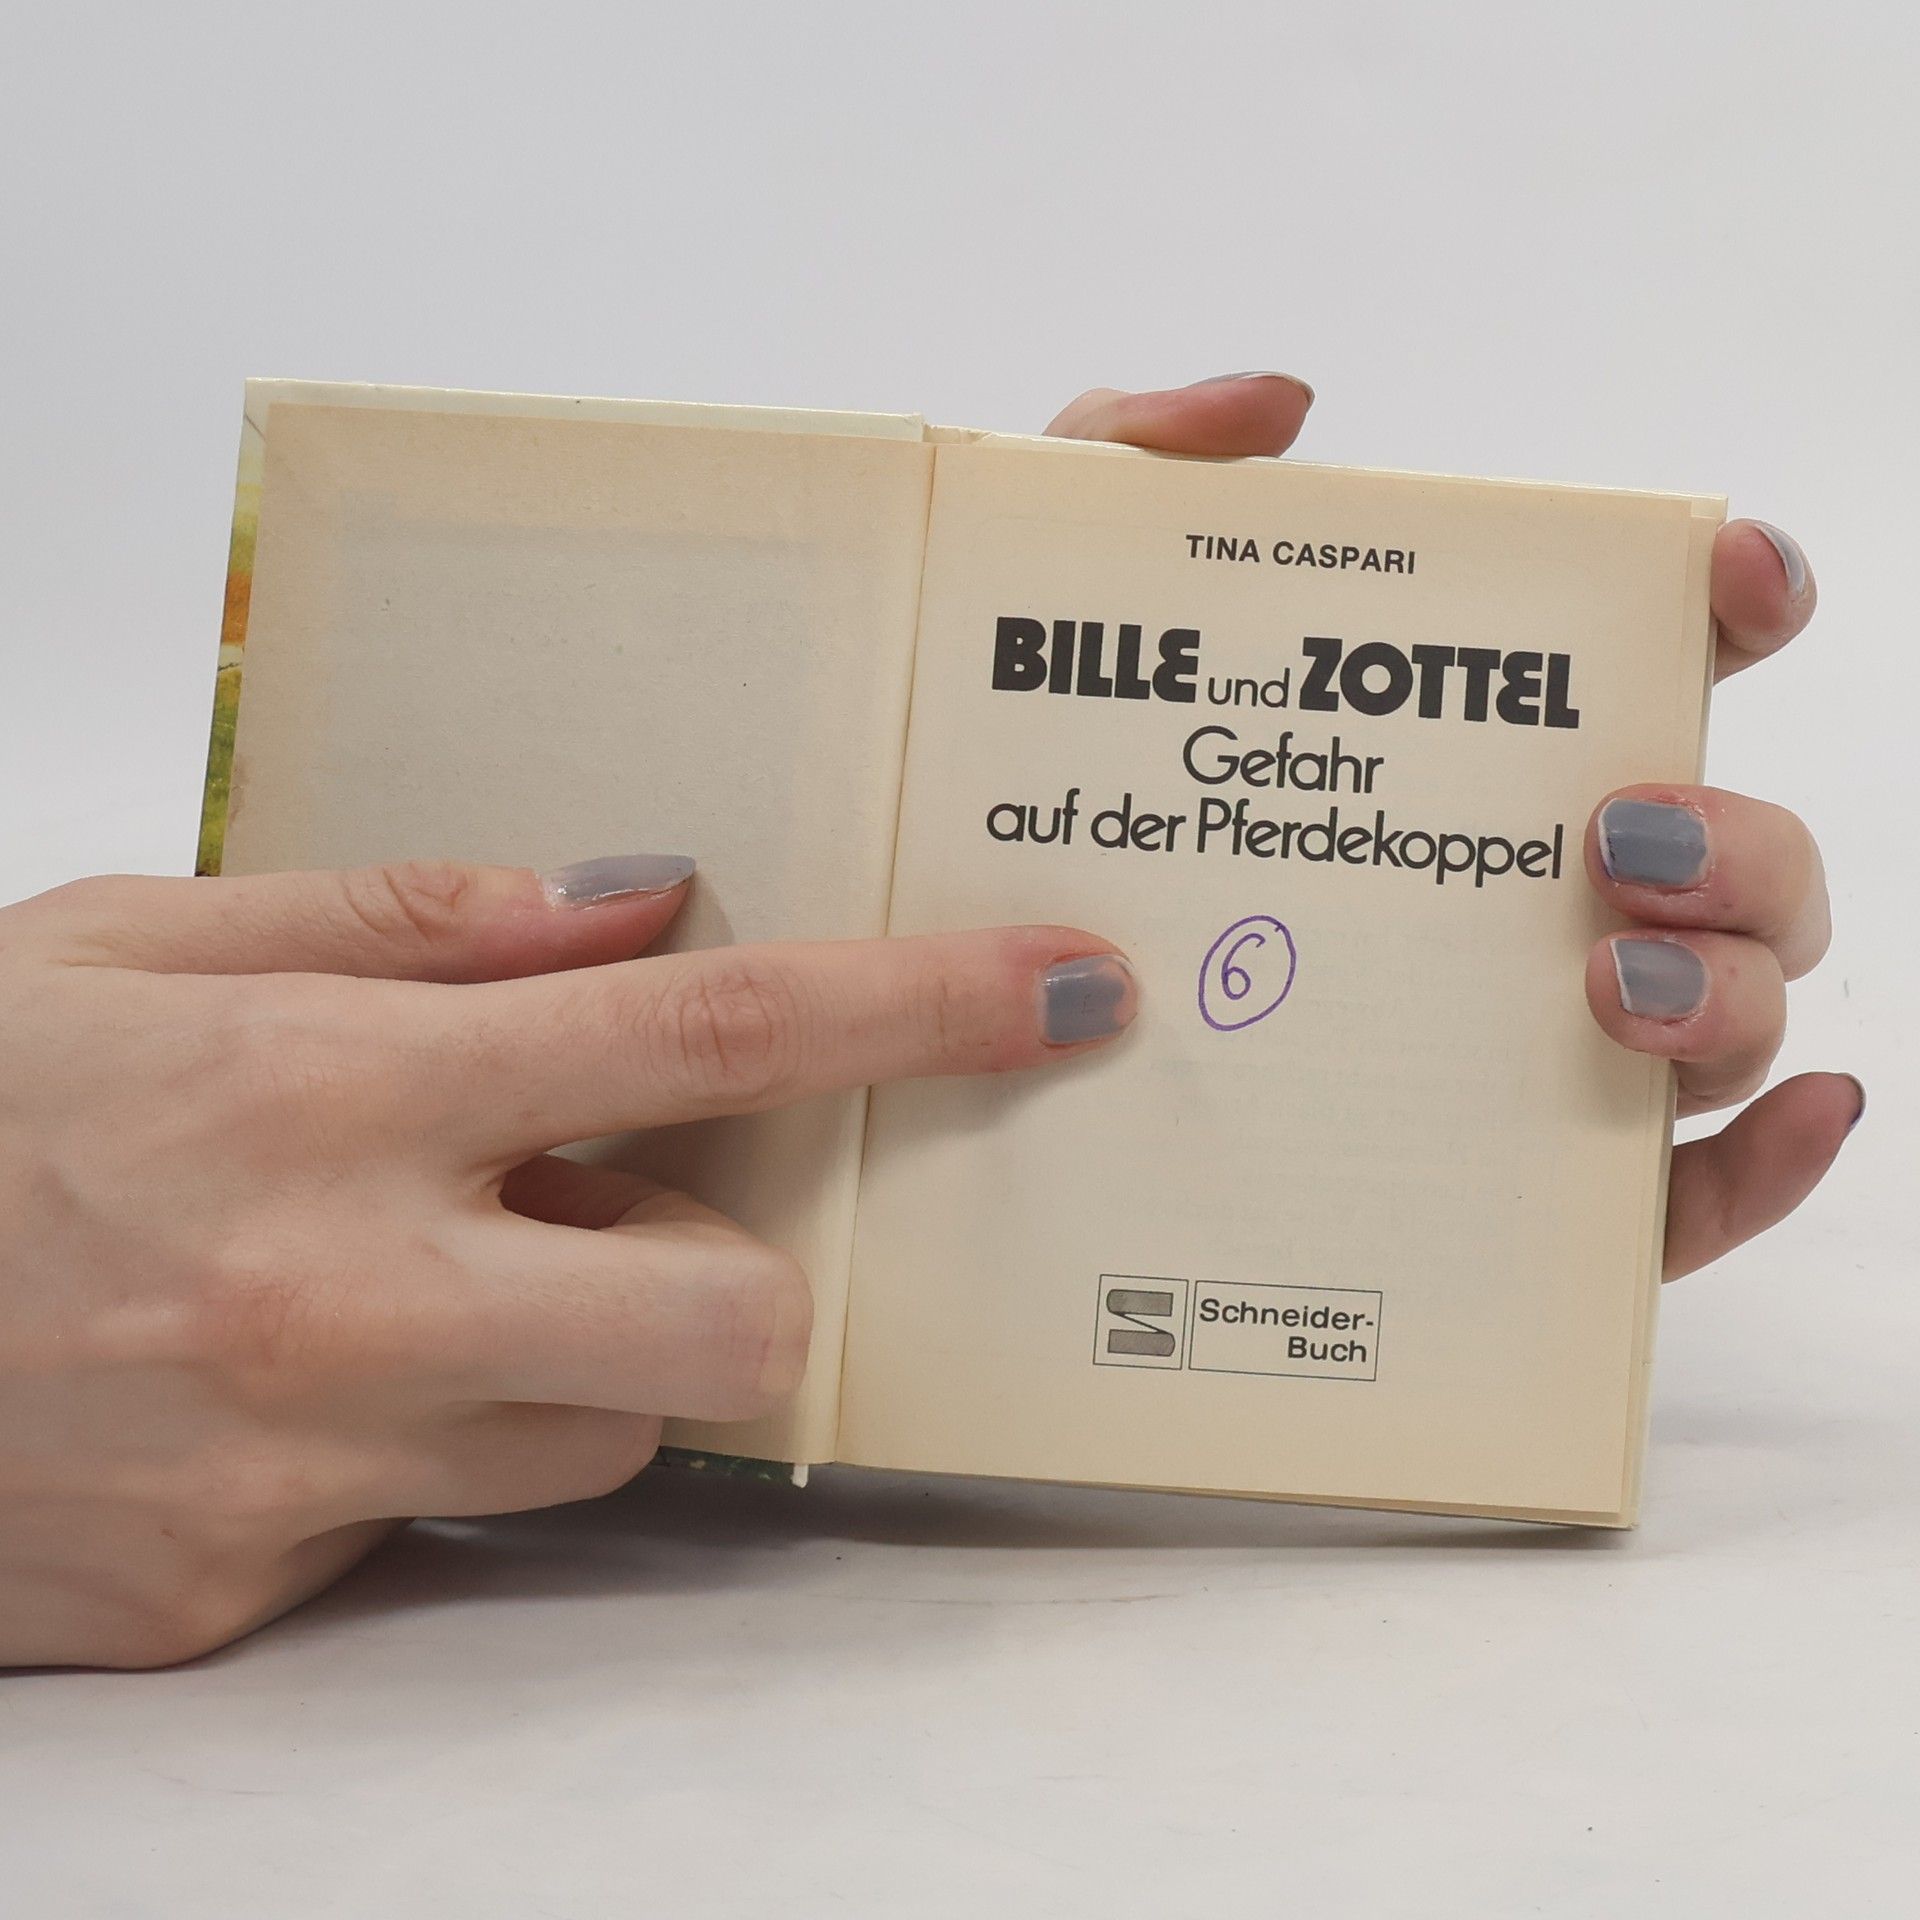 TINA CASPARI
BILLE und ZOTTEL
Gefahr
auf der Pferdekoppel
6
Schneider-
Buch